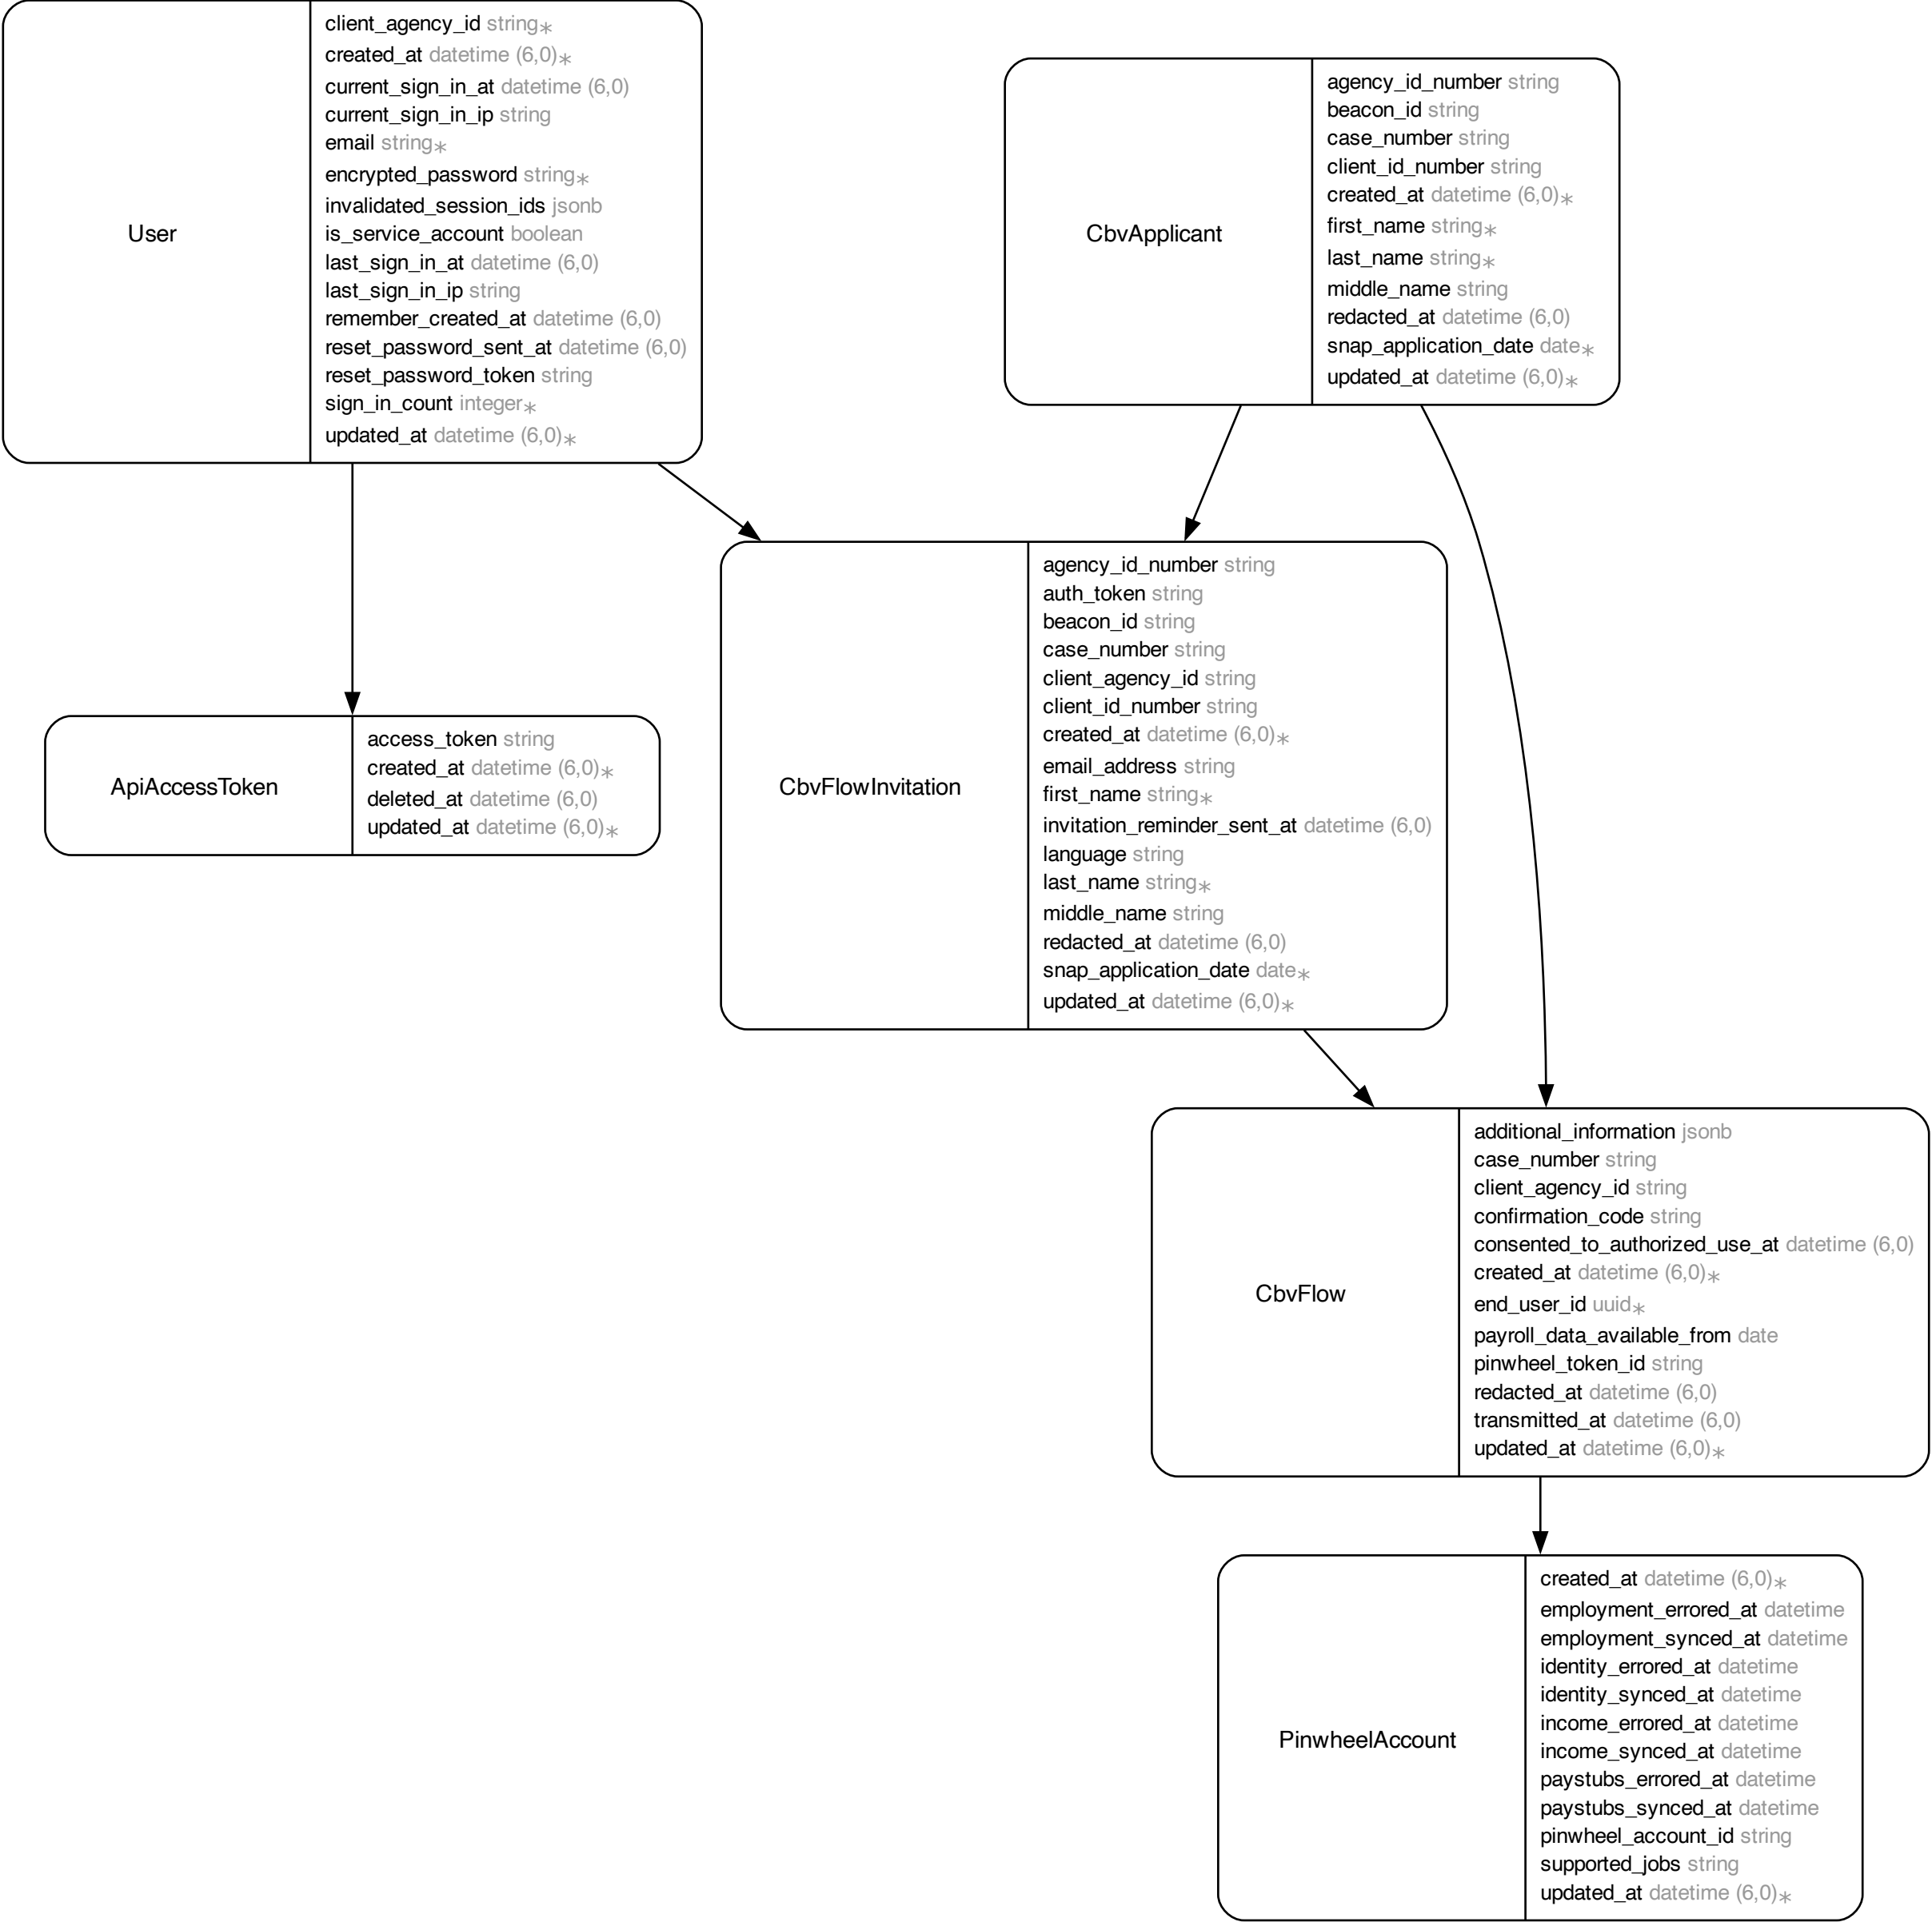 User
client_agency_id string*
created_at datetime (6,0)*
current_sign_in_at datetime (6,0)
current_sign_in_ip string
email string*
encrypted_password string*
invalidated_session_ids jsonb
is_service_account boolean
last_sign_in_at datetime (6,0)
last_sign_in_ip string
remember_created_at datetime (6,0)
reset_password_sent_at datetime (6,0)
reset_password_token string
sign_in_count integer*
updated_at datetime (6,0)*
CbvApplicant
agency_id_number string
beacon_id string
case_number string
client_id_number string
created_at datetime (6,0)*
first_name string*
last_name string*
middle_name string
redacted_at datetime (6,0)
snap_application_date date*
updated_at datetime (6,0)*
ApiAccessToken
access_token string
created_at datetime (6,0)*
deleted_at datetime (6,0)
updated_at datetime (6,0)*
CbvFlowInvitation
agency_id_number string
auth_token string
beacon_id string
case_number string
client_agency_id string
client_id_number string
created_at datetime (6,0)*
email_address string
first_name string*
invitation_reminder_sent_at datetime (6,0)
language string
last_name string*
middle_name string
redacted_at datetime (6,0)
snap_application_date date*
updated_at datetime (6,0)*
CbvFlow
additional_information jsonb
case_number string
client_agency_id string
confirmation_code string
consented_to_authorized_use_at datetime (6,0)
created_at datetime (6,0)*
end_user_id uuid*
payroll_data_available_from date
pinwheel_token_id string
redacted_at datetime (6,0)
transmitted_at datetime (6,0)
updated_at datetime (6,0)*
PinwheelAccount
created_at datetime (6,0)*
employment_errored_at datetime
employment_synced_at datetime
identity_errored_at datetime
identity_synced_at datetime
income_errored_at datetime
income_synced_at datetime
paystubs_errored_at datetime
paystubs_synced_at datetime
pinwheel_account_id string
supported_jobs string
updated_at datetime (6,0)*